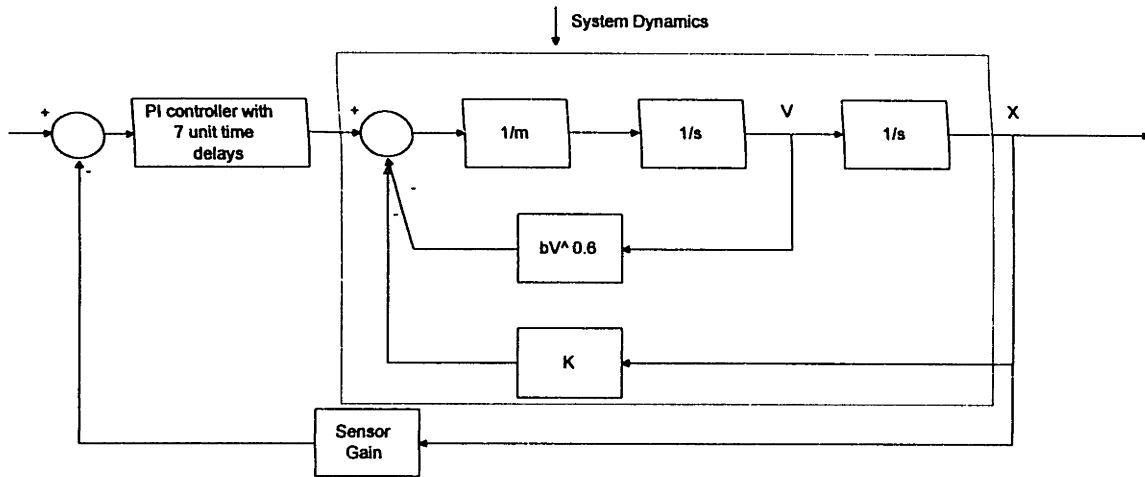 System Dynamics
+
PI controller with
7 unit time
delays
+
1/m
1/s
V
1/s
X
-
-
-
bV^ 0.6
K
Sensor
Gain